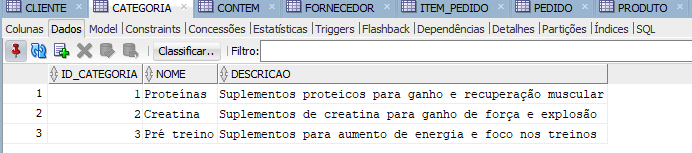 CLIENTE CATEGORIA CONTEM FORNECEDOR ITEM_PEDIDO PEDIDO PRODUTO
Colunas Dados Model Constraints Concessões Estatísticas Triggers Flashback Dependências Detalhes Partições Índices SQL
Classificar.. Filtro:
ID_CATEGORIA NOME DESCRICAO
1 1 Proteínas Suplementos proteicos para ganho e recuperação muscular
2 2 Creatina Suplementos de creatina para ganho de força e explosão
3 3 Pré treino Suplementos para aumento de energia e foco nos treinos